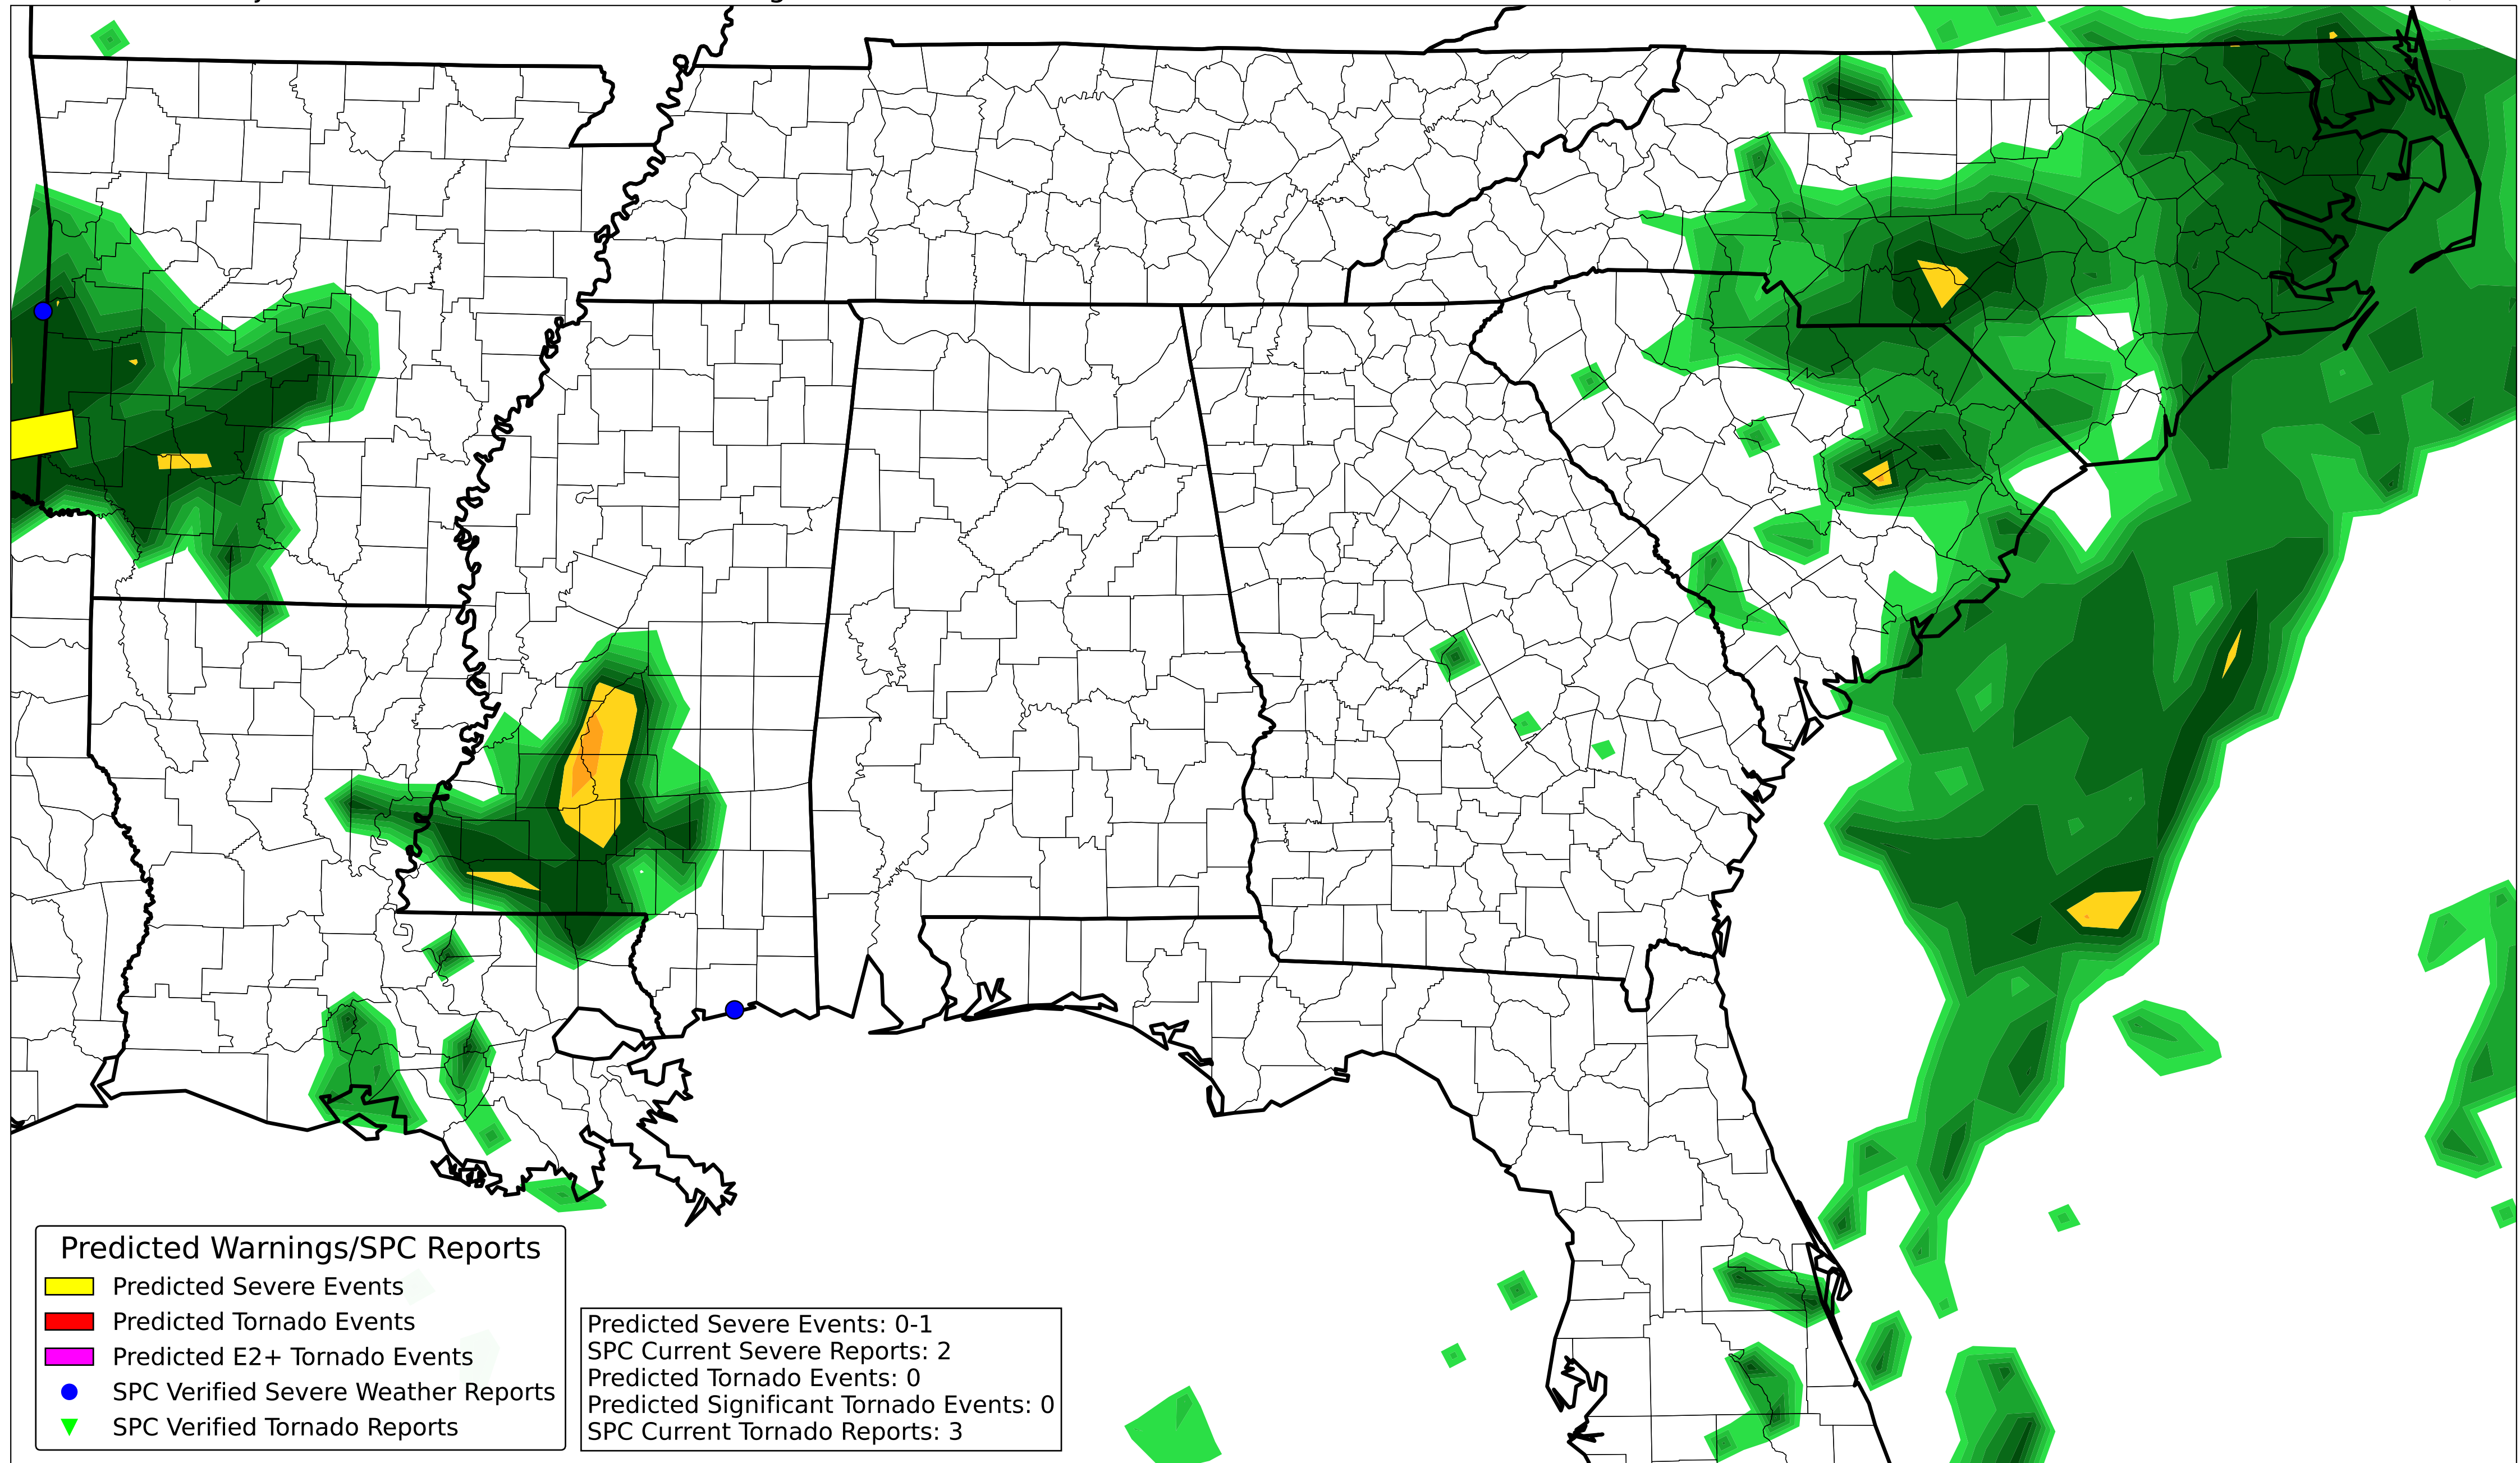 Predicted Warnings/SPC Reports
Predicted Severe Events
Predicted Tornado Events
Predicted E2+ Tornado Events
SPC Verified Severe Weather Reports
SPC Verified Tornado Reports
Predicted Severe Events: 0-1
SPC Current Severe Reports: 2
Predicted Tornado Events: 0
Predicted Significant Tornado Events: 0
SPC Current Tornado Reports: 3